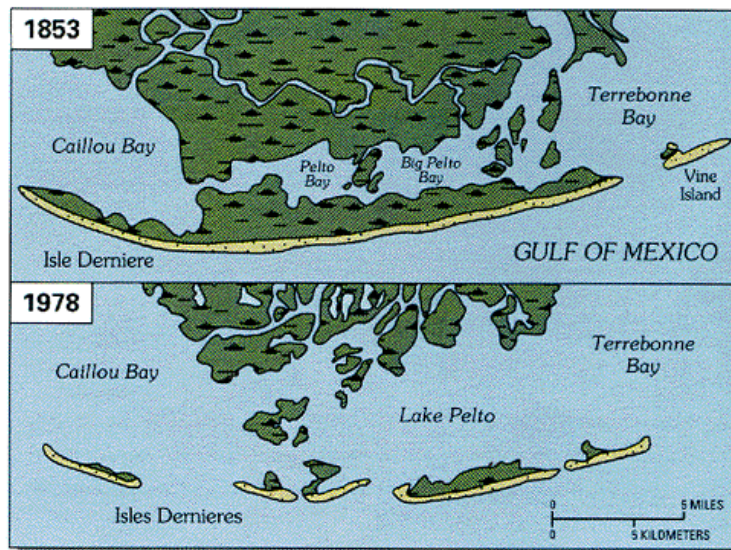 1853
Caillou Bay
Pelto
Bay
Big Pelto
Bay
Terrebonne
Bay
Vine
Island
Isle Derniere
GULF OF MEXICO
1978
Caillou Bay
Terrebonne
Bay
Lake Pelto
Isles Dernieres
0 5 MILES
0 5 KILOMETERS